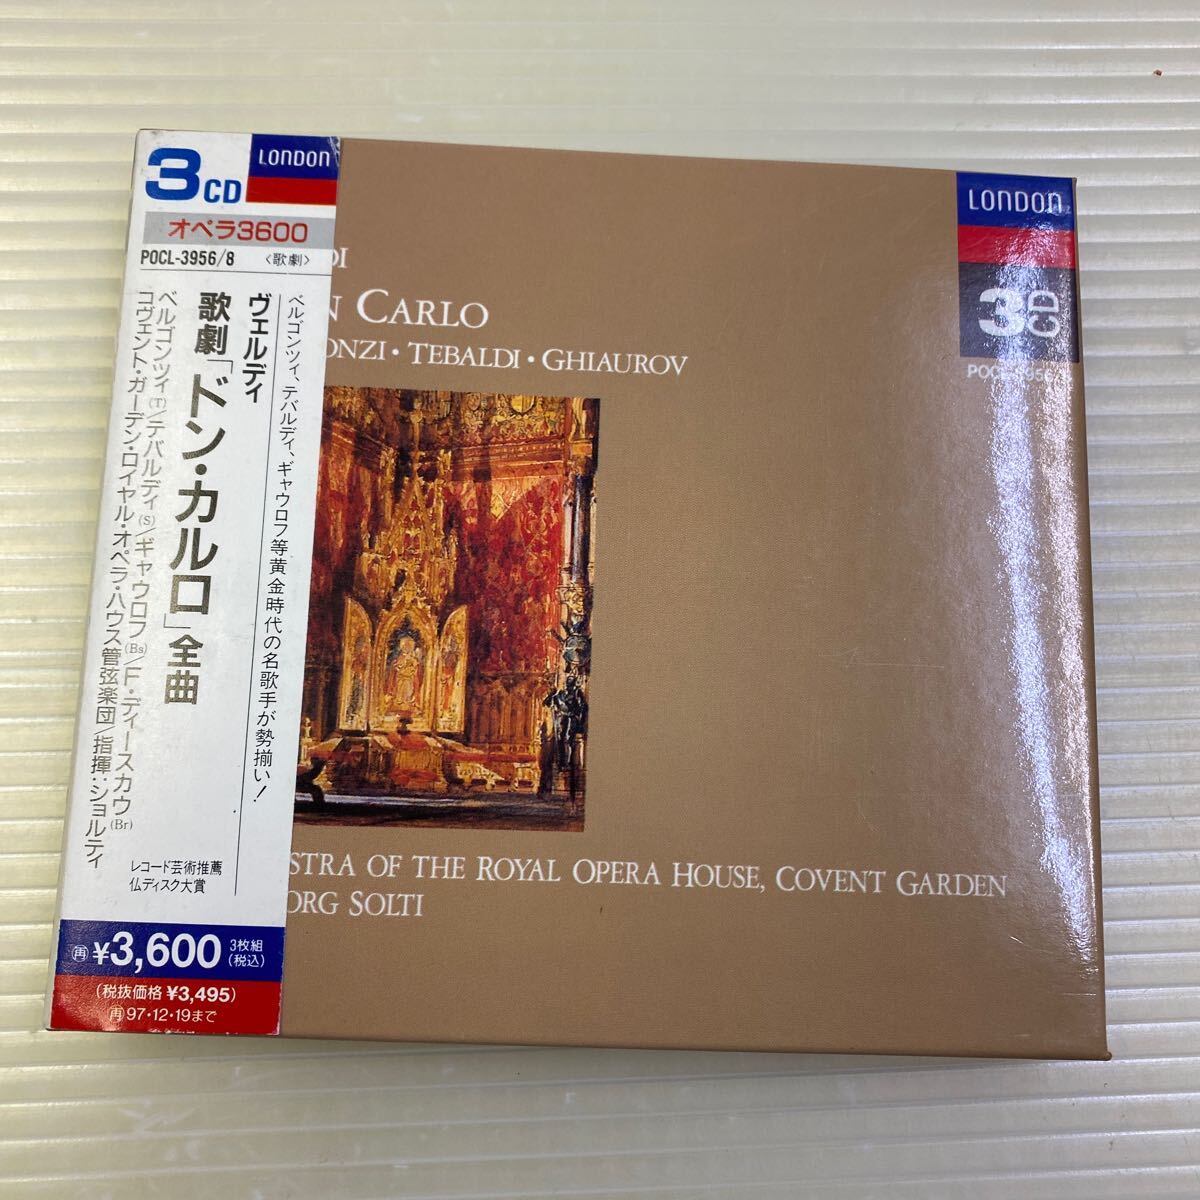 3CD
LONDON
オペラ3600
POCL-3956/8 〈歌劇〉
ベルゴンツィ、テバルディ、ギャウロフ等黄金時代の名歌手が勢揃い!
ヴェルディ
歌劇「ドン・カルロ」全曲
ベルゴンツィ(T)/テバルディ(S)/ギャウロフ(Bs)/F・ディースカウ(Br)
コヴェント・ガーデン・ロイヤル・オペラ・ハウス管弦楽団/指揮:ショルティ
レコード芸術推薦
仏ディスク大賞
再 ¥3,600 3枚組(税込)
(税抜価格 ¥3,495)
再 97・12・19まで
DI
N CARLO
ONZI・TEBALDI・GHIAUROV
STRA OF THE ROYAL OPERA HOUSE, COVENT GARDEN
ORG SOLTI
LONDON
3CD